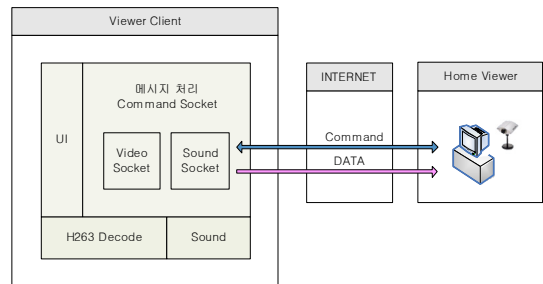 Viewer Client
메시지 처리
Command Socket
UI
Video
Socket
Sound
Socket
H263 Decode
Sound
INTERNET
Command
DATA
Home Viewer